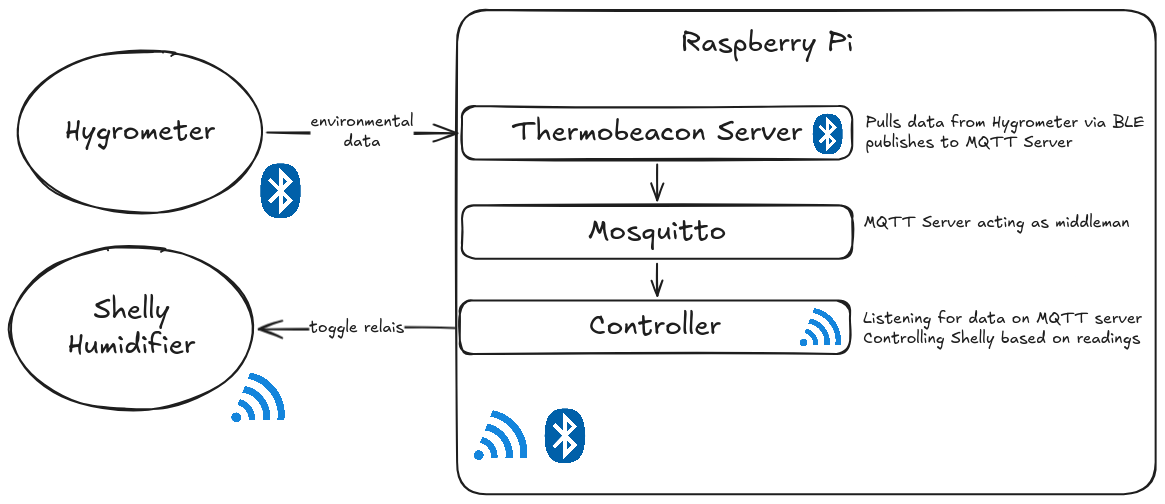 Raspberry Pi
Hygrometer
environmental
data
Thermobeacon Server
Pulls data from Hygrometer via BLE
publishes to MQTT Server
Mosquitto
MQTT Server acting as middleman
Shelly
Humidifier
toggle relais
Controller
Listening for data on MQTT server
Controlling Shelly based on readings